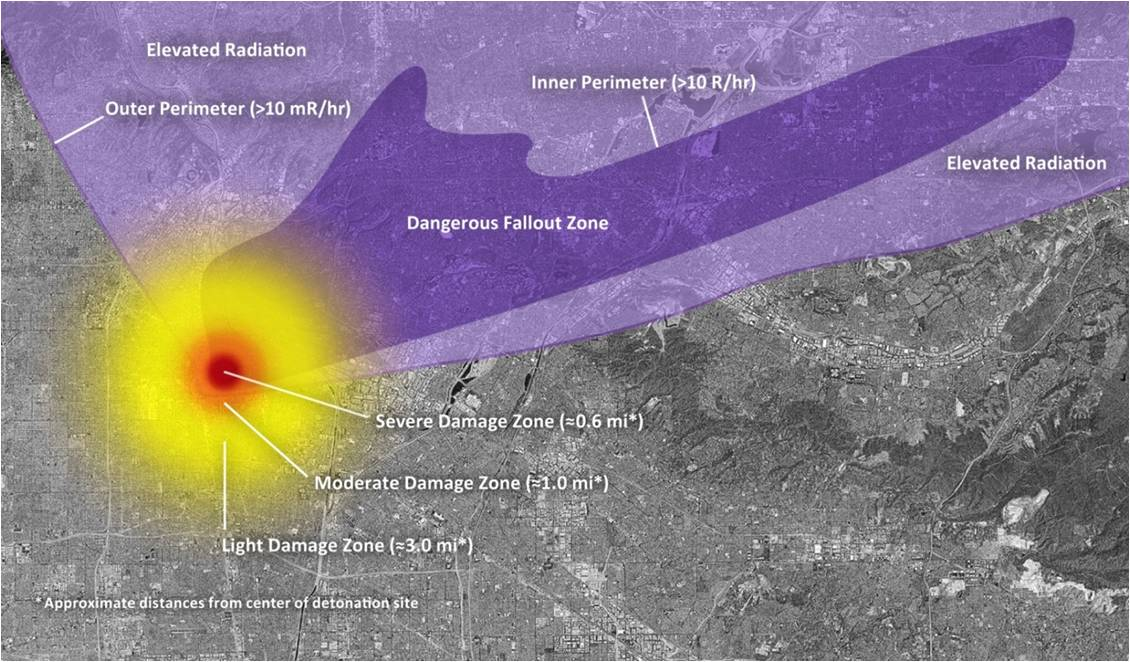 Elevated Radiation
Outer Perimeter (>10 mR/hr)
Inner Perimeter (>10 R/hr)
Elevated Radiation
Dangerous Fallout Zone
Severe Damage Zone (≈0.6 mi*)
Moderate Damage Zone (≈1.0 mi*)
Light Damage Zone (≈3.0 mi*)
*Approximate distances from center of detonation site